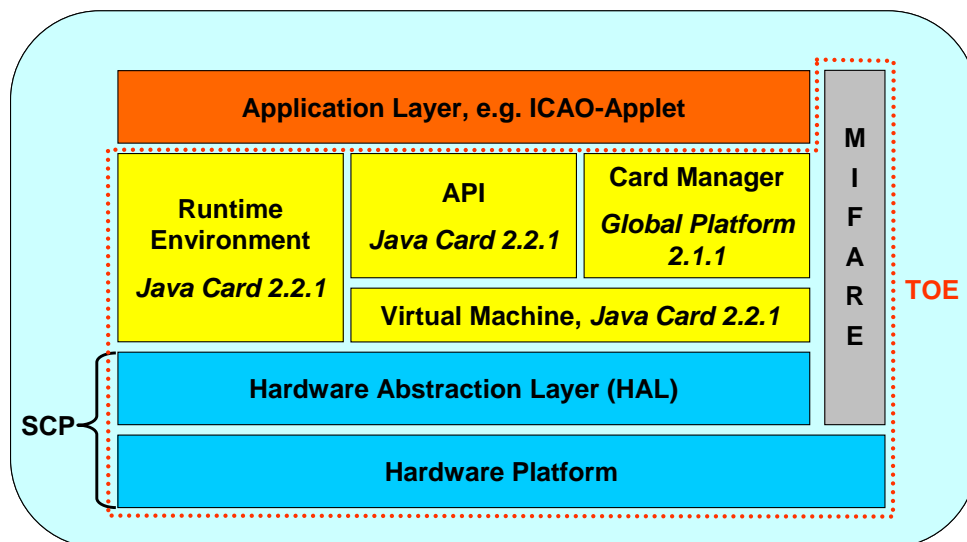 Application Layer, e.g. ICAO-Applet
Runtime
Environment
Java Card 2.2.1
API
Java Card 2.2.1
Card Manager
Global Platform
2.1.1
Virtual Machine, Java Card 2.2.1
M
I
F
A
R
E
TOE
Hardware Abstraction Layer (HAL)
SCP
Hardware Platform